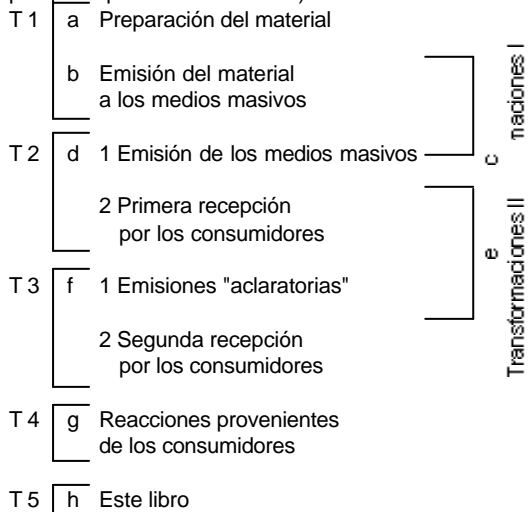 T 1 a Preparación del material
b Emisión del material
a los medios masivos
T 2 d 1 Emisión de los medios masivos
2 Primera recepción
por los consumidores
T 3 f 1 Emisiones "aclaratorias"
2 Segunda recepción
por los consumidores
T 4 g Reacciones provenientes
de los consumidores
T 5 h Este libro
c
maciones I
e
Transformaciones II